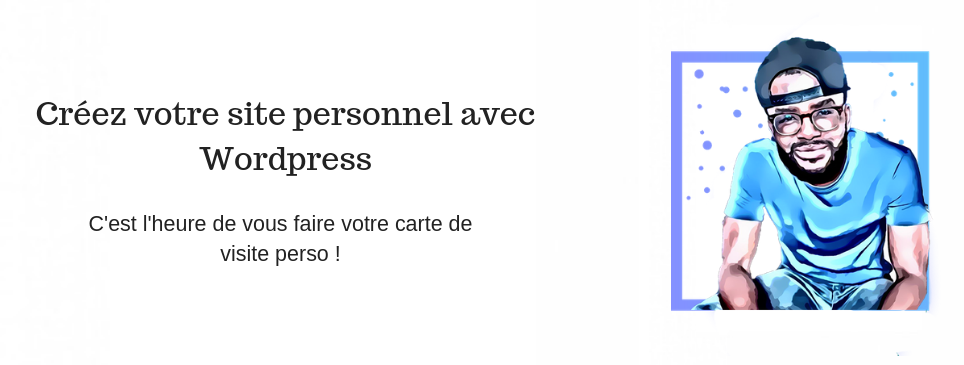 Créez votre site personnel avec
Wordpress
C'est l'heure de vous faire votre carte de
visite perso !